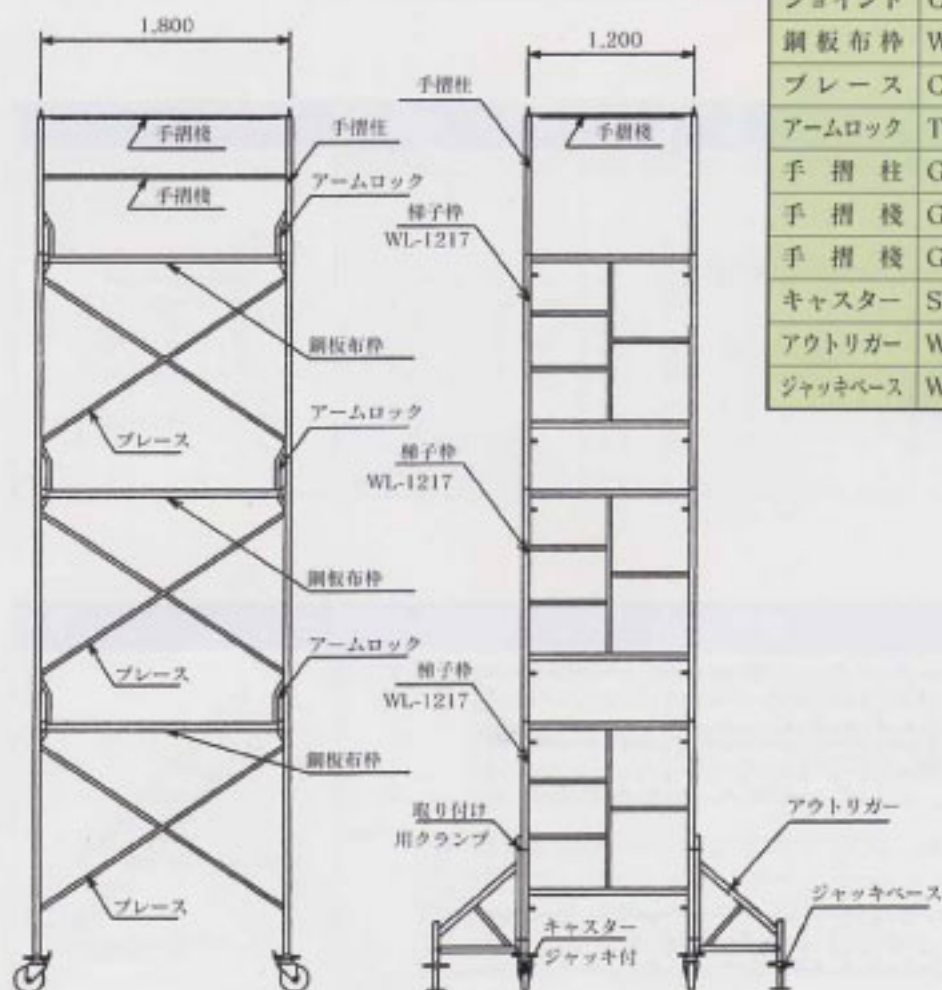 1,800
手摺桟
手摺桟
手摺柱
アームロック
鋼板布枠
ブレース
アームロック
鋼板布枠
ブレース
アームロック
鋼板布枠
ブレース
1,200
手摺柱
手摺桟
梯子枠
WL-1217
梯子枠
WL-1217
梯子枠
WL-1217
取り付け
用クランプ
キャスター
ジャッキ付
アウトリガー
ジャッキベース
ジョイント
鋼板布枠 W
ブレース
アームロック T
手摺柱 G
手摺桟 G
手摺桟 G
キャスター S
アウトリガー W
ジャッキベース W